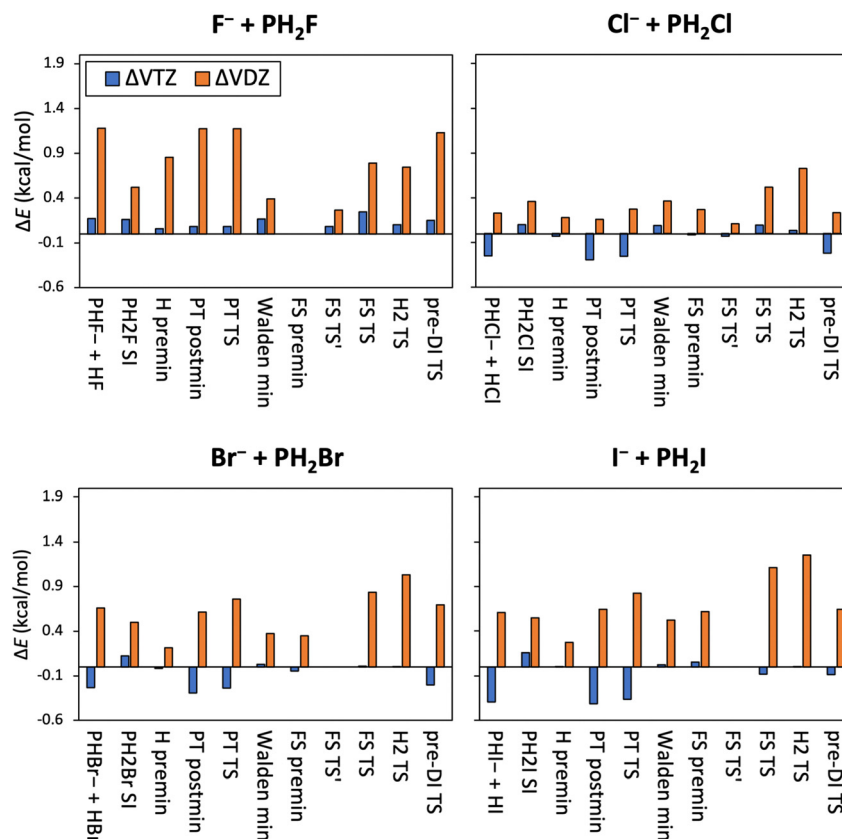 F⁻ + PH₂F
Cl⁻ + PH₂Cl
ΔE (kcal/mol)
1.9
1.4
0.9
0.4
-0.1
-0.6
ΔVTZ
ΔVDZ
PHF− + HF
PH2F SI
H premin
PT postmin
PT TS
Walden min
FS premin
FS TS'
FS TS
H2 TS
pre-DI TS
PHCl− + HCl
PH2Cl SI
H premin
PT postmin
PT TS
Walden min
FS premin
FS TS'
FS TS
H2 TS
pre-DI TS
Br⁻ + PH₂Br
I⁻ + PH₂I
ΔE (kcal/mol)
1.9
1.4
0.9
0.4
-0.1
-0.6
PHBr− + HBr
PH2Br SI
H premin
PT postmin
PT TS
Walden min
FS premin
FS TS'
FS TS
H2 TS
pre-DI TS
PHI− + HI
PH2I SI
H premin
PT postmin
PT TS
Walden min
FS premin
FS TS'
FS TS
H2 TS
pre-DI TS